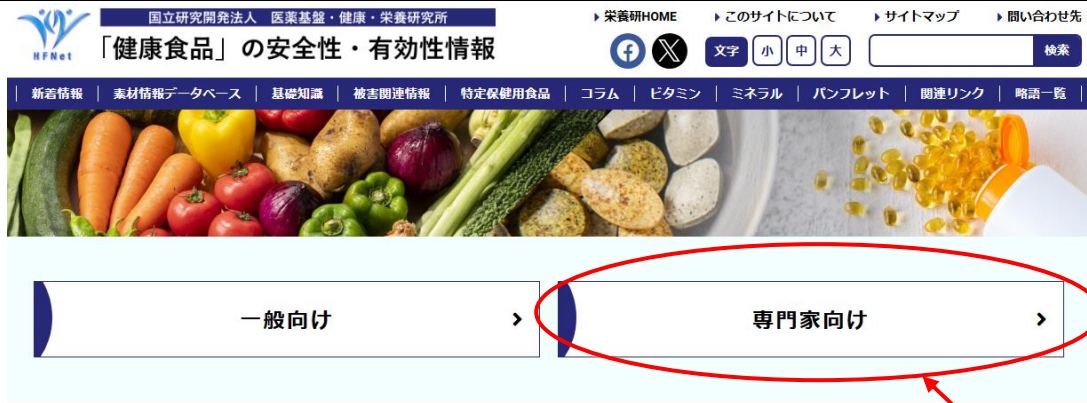 国立研究開発法人 医薬基盤・健康・栄養研究所
HFNet
「健康食品」の安全性・有効性情報
栄養研HOME このサイトについて サイトマップ 問い合わせ先
文字 小 中 大 検索
新着情報 素材情報データベース 基礎知識 被害関連情報 特定保健用食品 コラム ビタミン ミネラル パンフレット 関連リンク 略語一覧
一般向け
専門家向け